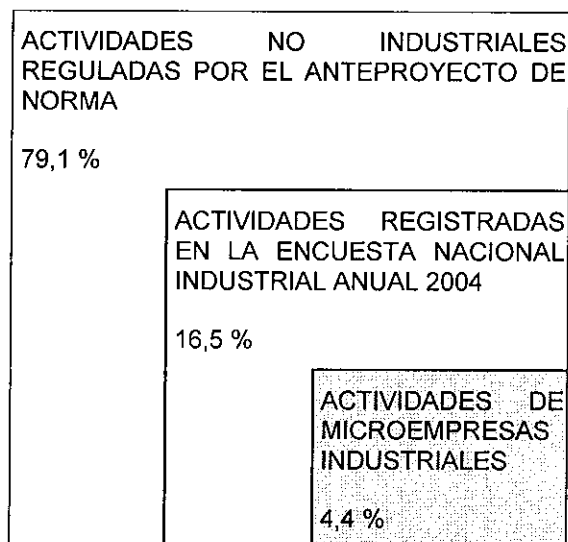 ACTIVIDADES NO INDUSTRIALES
REGULADAS POR EL ANTEPROYECTO DE
NORMA
79,1 %
ACTIVIDADES REGISTRADAS
EN LA ENCUESTA NACIONAL
INDUSTRIAL ANUAL 2004
16,5 %
ACTIVIDADES DE
MICROEMPRESAS
INDUSTRIALES
4,4 %